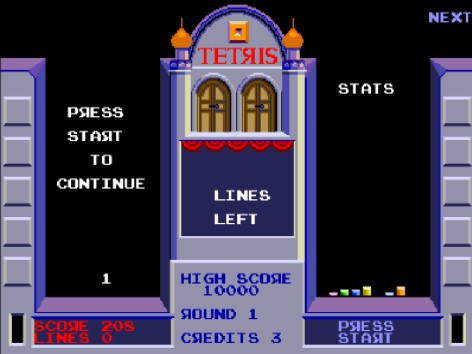 NEXT
TETRIS
STATS
PRESS
START
TO
CONTINUE
1
LINES
LEFT
HIGH SCORE
10000
ROUND 1
CREDITS 3
SCORE 208
LINES 0
PRESS
START